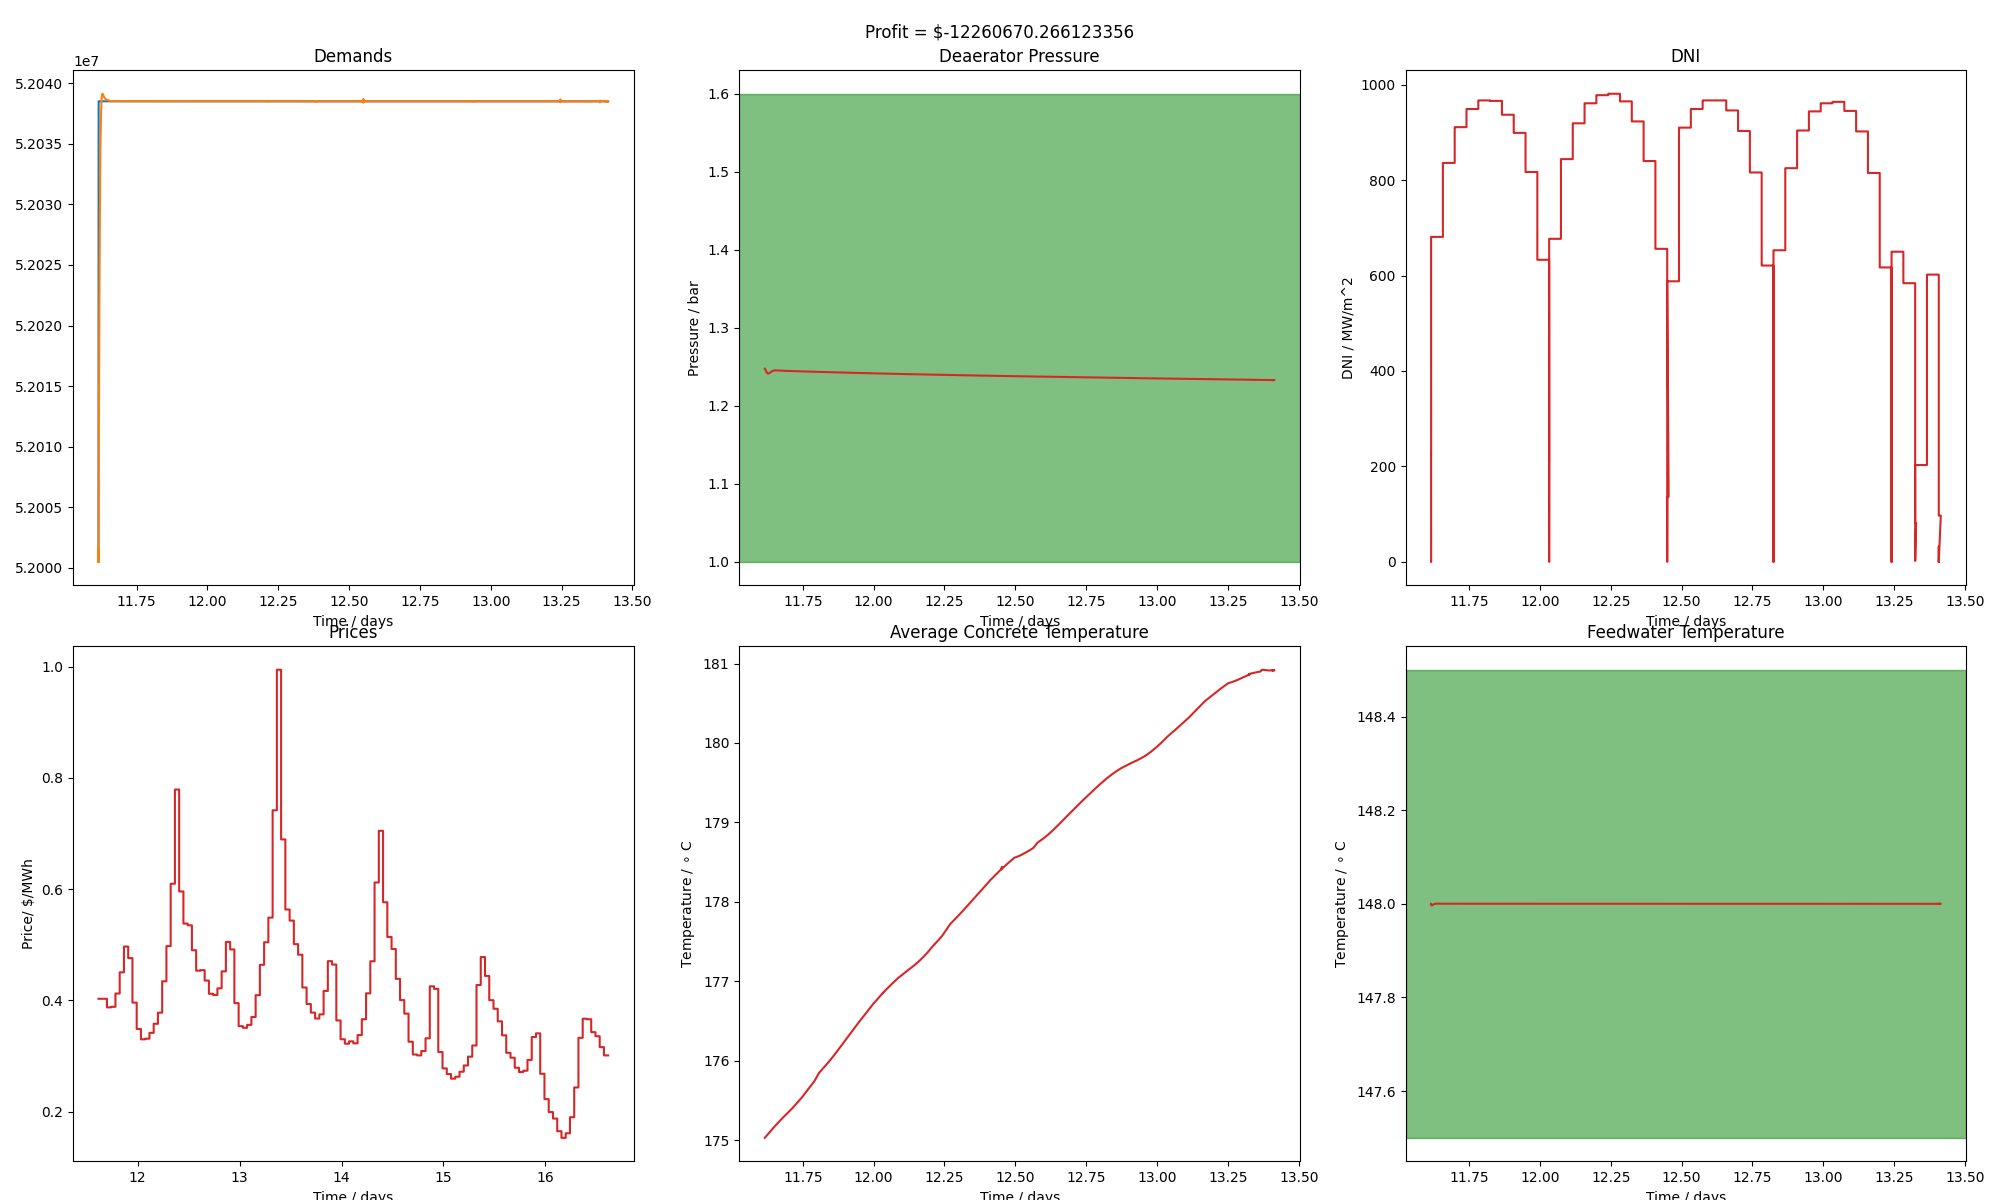 Profit = $-12260670.266123356
Demands
1e7
5.2040
5.2035
5.2030
5.2025
5.2020
5.2015
5.2010
5.2005
5.2000
11.75 12.00 12.25 12.50 12.75 13.00 13.25 13.50
Time / days
Deaerator Pressure
Pressure / bar
1.6
1.5
1.4
1.3
1.2
1.1
1.0
11.75 12.00 12.25 12.50 12.75 13.00 13.25 13.50
Time / days
DNI
DNI / MW/m^2
1000
800
600
400
200
0
11.75 12.00 12.25 12.50 12.75 13.00 13.25 13.50
Time / days
Prices
Price/ $/MWh
1.0
0.8
0.6
0.4
0.2
12 13 14 15 16
Time / days
Average Concrete Temperature
Temperature / ∘ C
181
180
179
178
177
176
175
11.75 12.00 12.25 12.50 12.75 13.00 13.25 13.50
Time / days
Feedwater Temperature
Temperature / ∘ C
148.4
148.2
148.0
147.8
147.6
11.75 12.00 12.25 12.50 12.75 13.00 13.25 13.50
Time / days